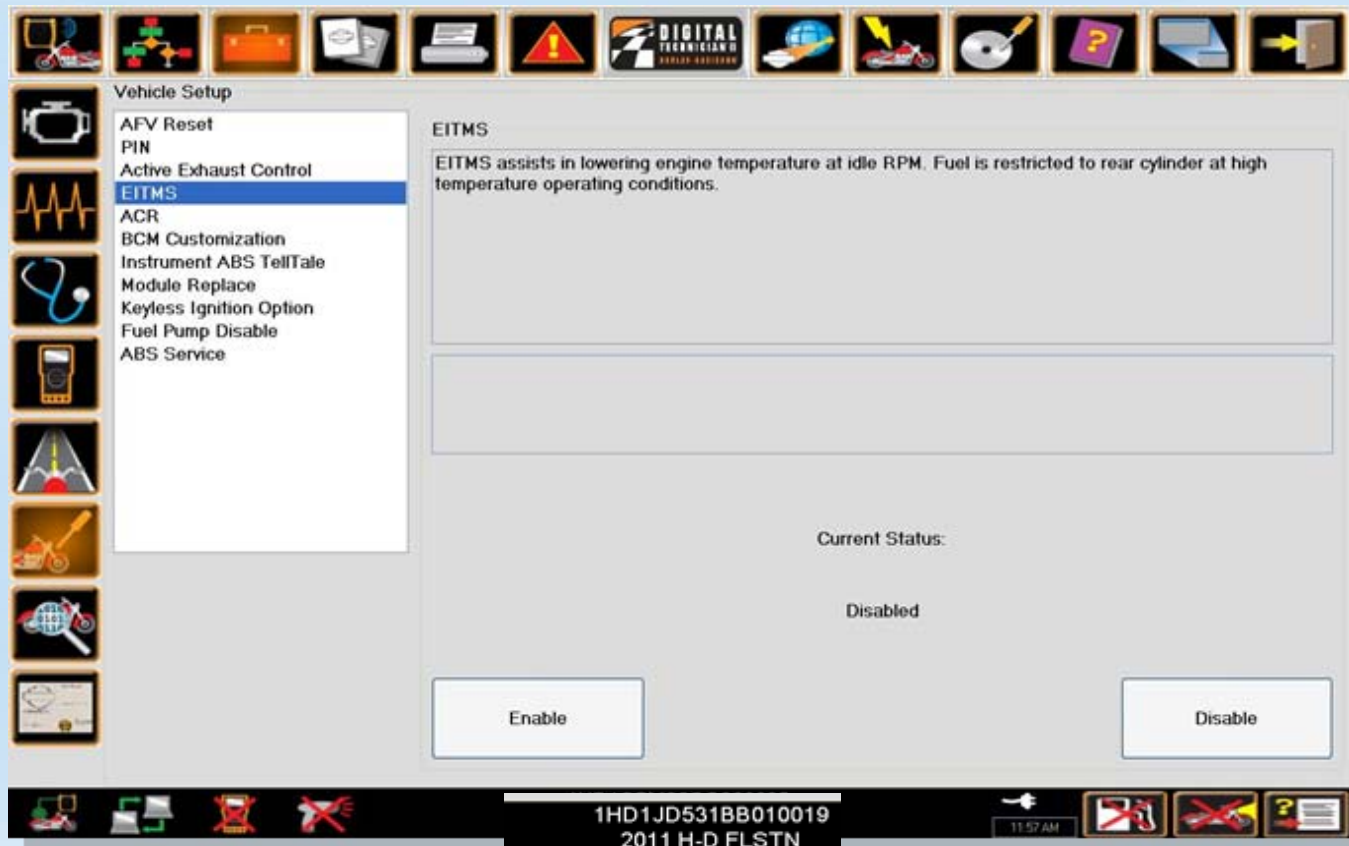 DIGITAL
TECHNICIAN II
HARLEY-DAVIDSON
Vehicle Setup
AFV Reset
PIN
Active Exhaust Control
EITMS
ACR
BCM Customization
Instrument ABS TellTale
Module Replace
Keyless Ignition Option
Fuel Pump Disable
ABS Service
EITMS
EITMS assists in lowering engine temperature at idle RPM. Fuel is restricted to rear cylinder at high
temperature operating conditions.
Current Status:
Disabled
Enable
Disable
1HD1JD531BB010019
2011 H-D FLSTN
11:57 AM